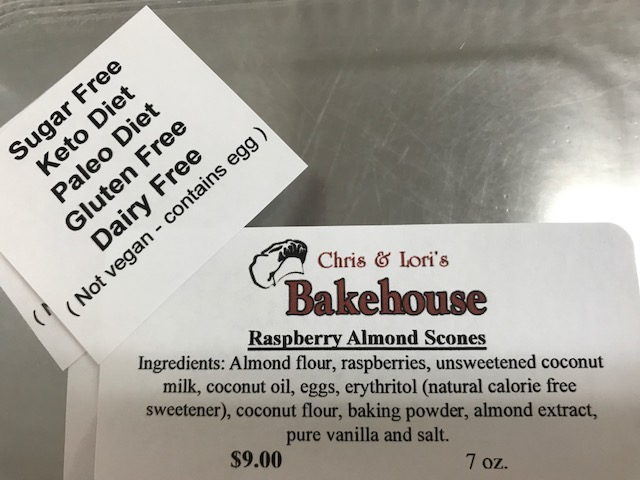 Sugar Free
Keto Diet
Paleo Diet
Gluten Free
Dairy Free
( Not vegan - contains egg )
Chris & Lori's
Bakehouse
Raspberry Almond Scones
Ingredients: Almond flour, raspberries, unsweetened coconut
milk, coconut oil, eggs, erythritol (natural calorie free
sweetener), coconut flour, baking powder, almond extract,
pure vanilla and salt.
$9.00 7 oz.